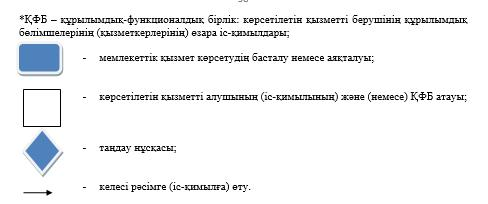 *ҚФБ – құрылымдық-функционалдық бірлік: көрсетілетін қызметті берушінің құрылымдық
бөлімшелерінің (қызметкерлерінің) өзара іс-қимылдары;
- мемлекеттік қызмет көрсетудің басталу немесе аяқталуы;
- көрсетілетін қызметті алушының (іс-қимылының) және (немесе) ҚФБ атауы;
- таңдау нұсқасы;
- келесі рәсімге (іс-қимылға) өту.